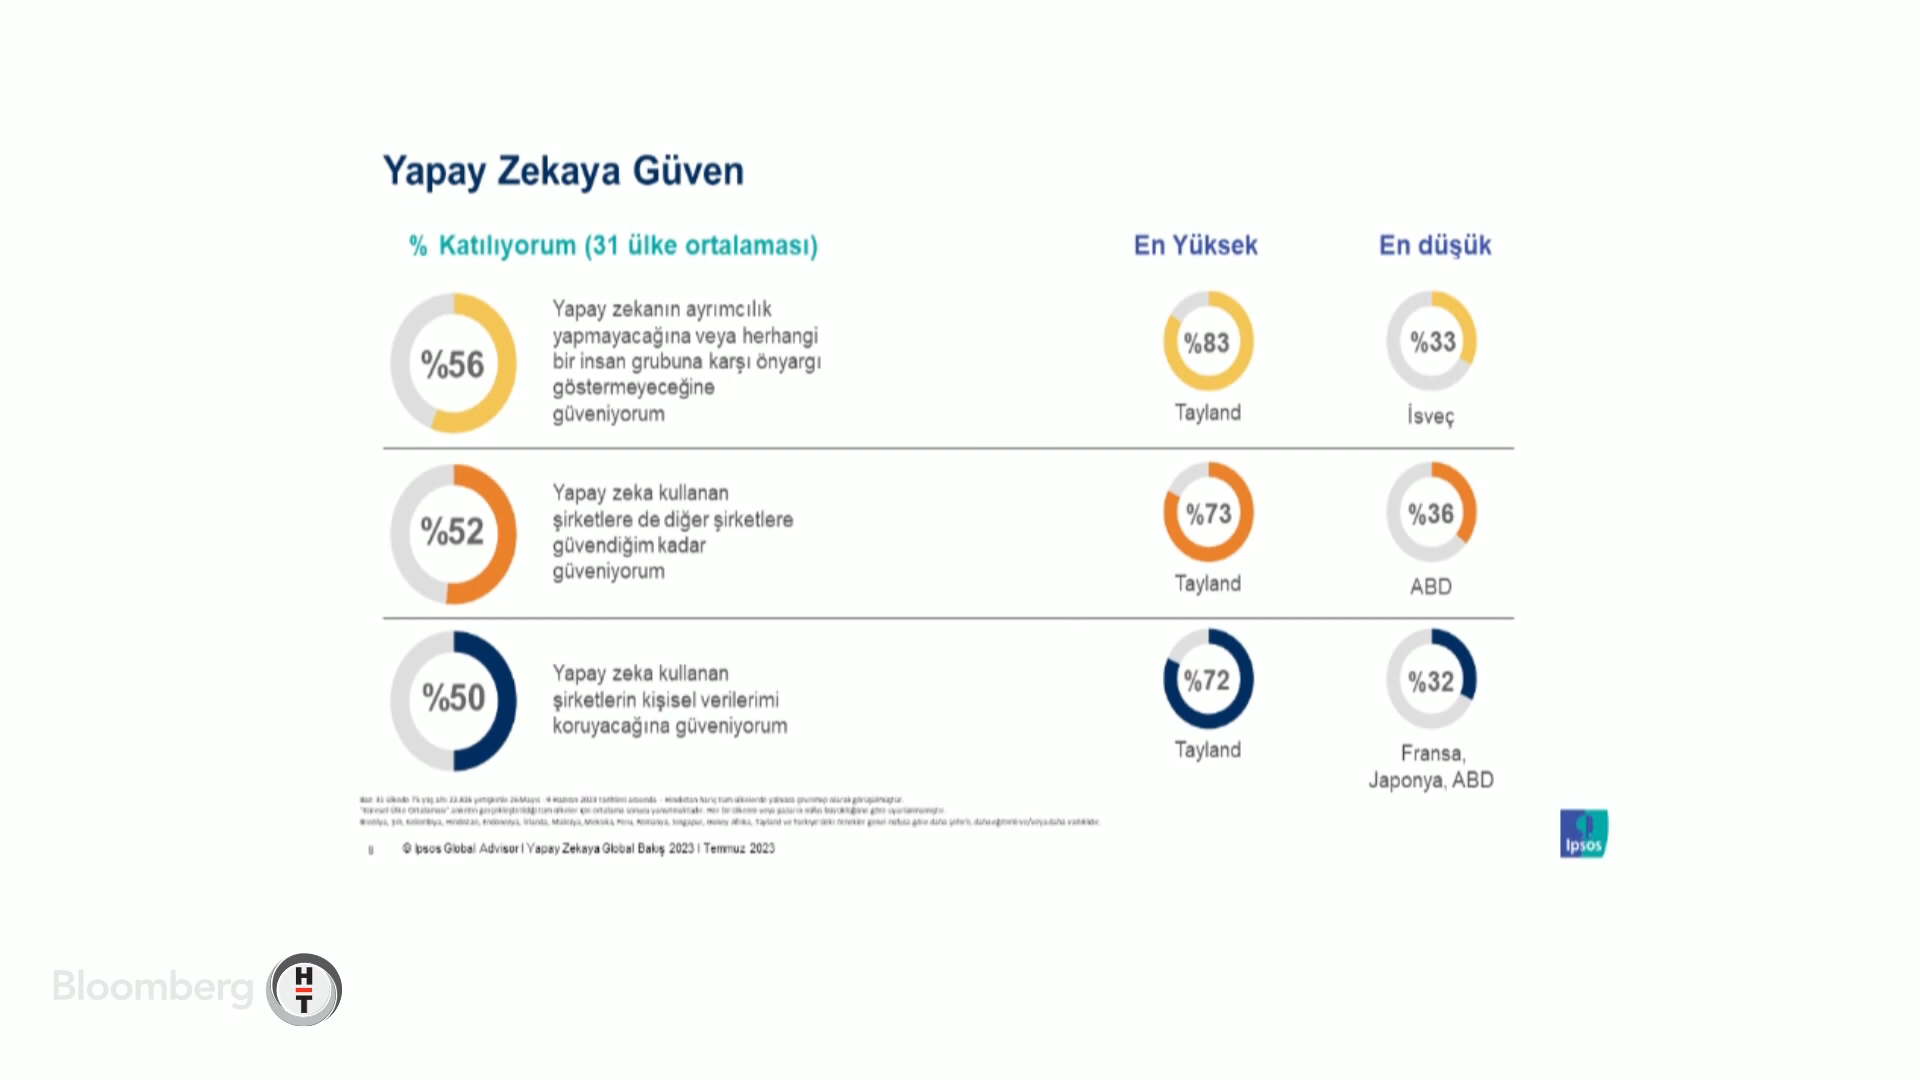 Yapay Zekaya Güven
% Katılıyorum (31 ülke ortalaması)
En Yüksek
En düşük
%56
Yapay zekanın ayrımcılık
yapmayacağına veya herhangi
bir insan grubuna karşı önyargı
göstermeyeceğine
güveniyorum
%83
Tayland
%33
İsveç
%52
Yapay zeka kullanan
şirketlere de diğer şirketlere
güvendiğim kadar
güveniyorum
%73
Tayland
%36
ABD
%50
Yapay zeka kullanan
şirketlerin kişisel verilerimi
koruyacağına güveniyorum
%72
Tayland
%32
Fransa,
Japonya, ABD
8
© Ipsos Global Advisor I Yapay Zekaya Global Bakış 2023 I Temmuz 2023
Ipsos
Bloomberg HT